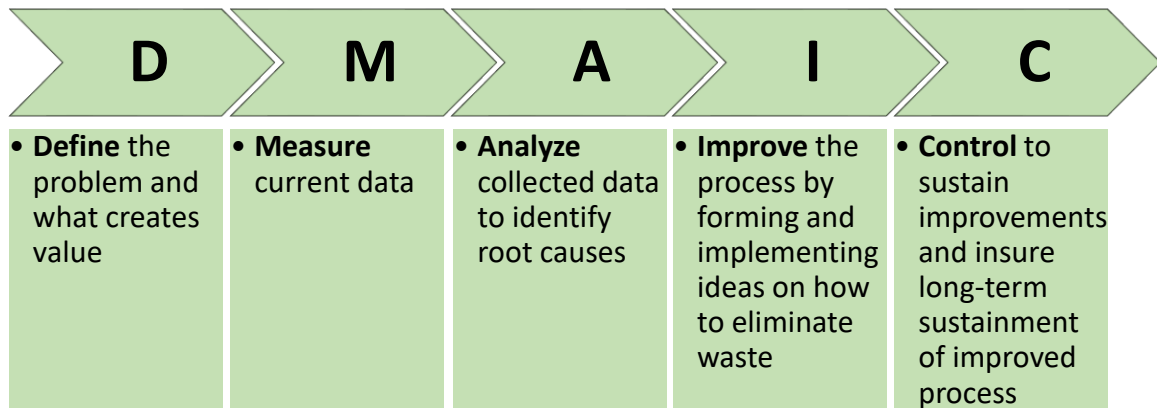 D
M
A
I
C
• Define the
problem and
what creates
value
• Measure
current data
• Analyze
collected data
to identify
root causes
• Improve the
process by
forming and
implementing
ideas on how
to eliminate
waste
• Control to
sustain
improvements
and insure
long-term
sustainment
of improved
process